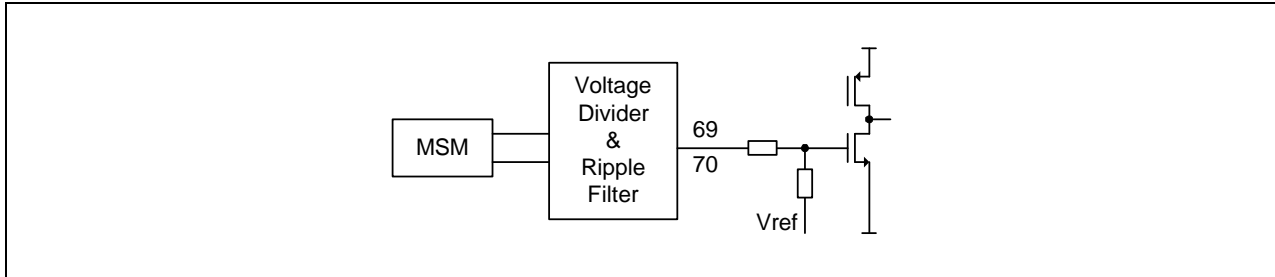 MSM
Voltage
Divider
&
Ripple
Filter
69
70
Vref